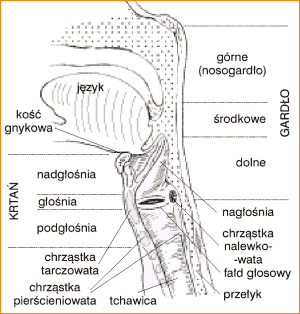 górne
(nosogardło)
język
GARDŁO
kość
gnykowa
środkowe
dolne
KRTAŃ
nadgłośnia
głośnia
podgłośnia
nagłośnia
chrząstka
nalewko-
-wata
fałd głosowy
chrząstka
tarczowata
chrząstka
pierścieniowata
tchawica
przełyk